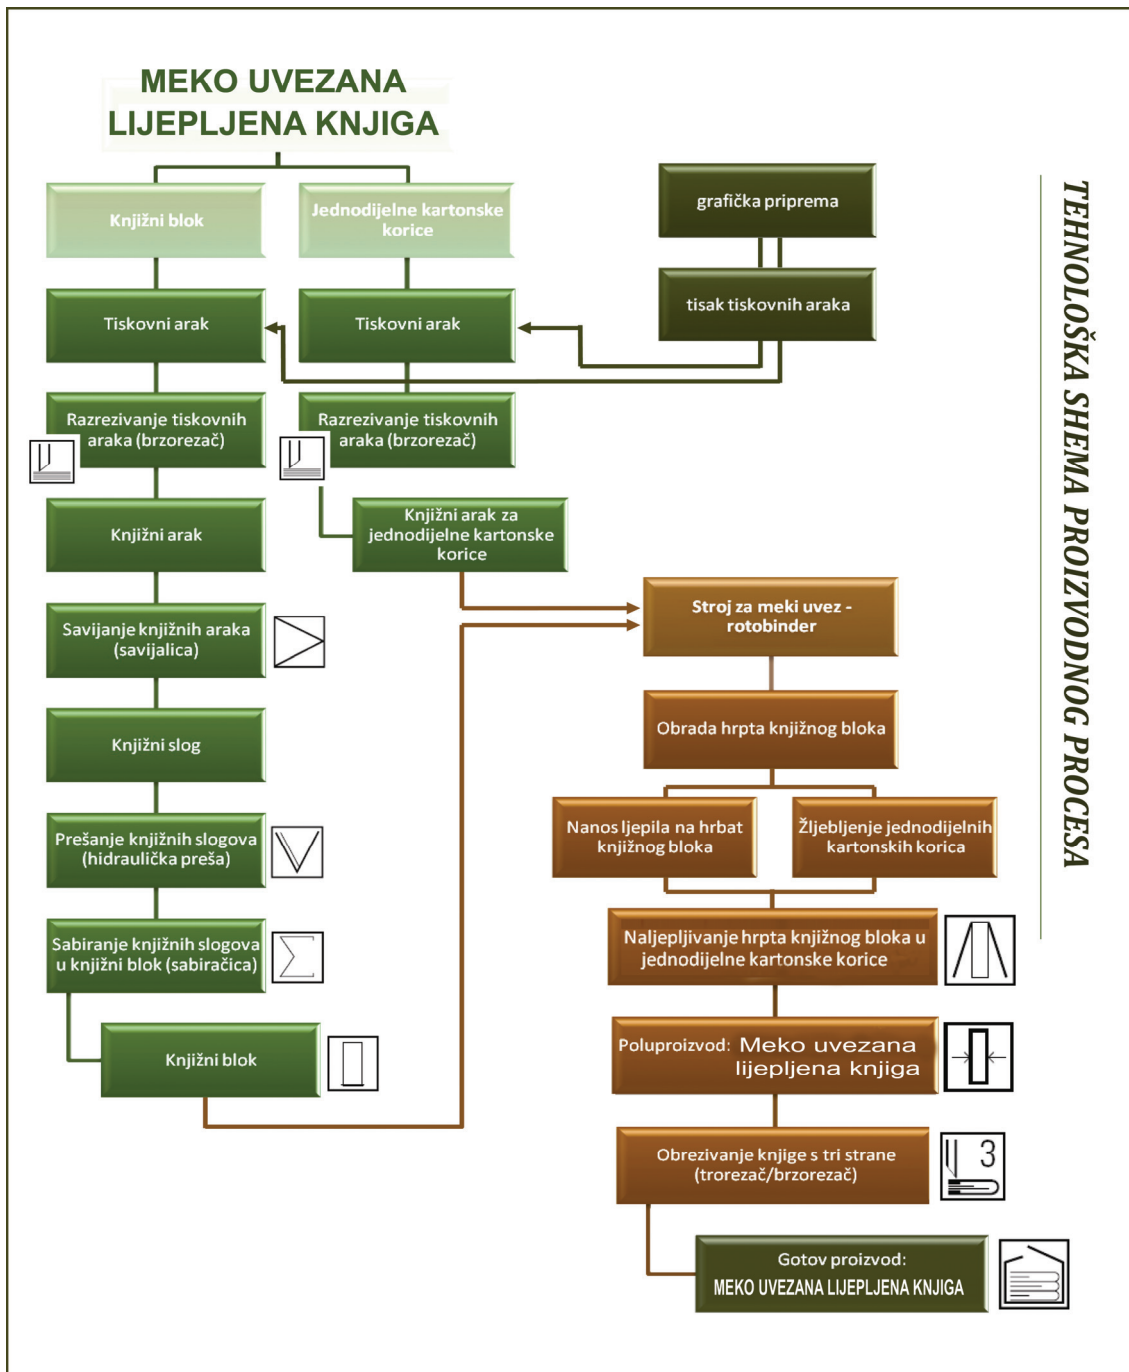 MEKO UVEZANA
LIJEPLJENA KNJIGA
Knjižni blok
Jednodijelne kartonske
korice
grafička priprema
tisak tiskovnih araka
Tiskovni arak
Tiskovni arak
Razrezivanje tiskovnih
araka (brzorezač)
Razrezivanje tiskovnih
araka (brzorezač)
Knjižni arak
Knjižni arak za
jednodijelne kartonske
korice
Savijanje knjižnih araka
(savijalica)
Knjižni slog
Prešanje knjižnih slogova
(hidraulička preša)
Sabiranje knjižnih slogova
u knjižni blok (sabiračica)
Knjižni blok
Stroj za meki uvez -
rotobinder
Obrada hrpta knjižnog bloka
Nanos ljepila na hrbat
knjižnog bloka
Žljebljenje jednodijelnih
kartonskih korica
Naljepljivanje hrpta knjižnog bloka u
jednodijelne kartonske korice
Poluproizvod: Meko uvezana
lijepljena knjiga
Obrezivanje knjige s tri strane
(trorezač/brzorezač)
3
Gotov proizvod:
MEKO UVEZANA LIJEPLJENA KNJIGA
TEHNOLOŠKA SHEMA PROIZVODNOG PROCESA